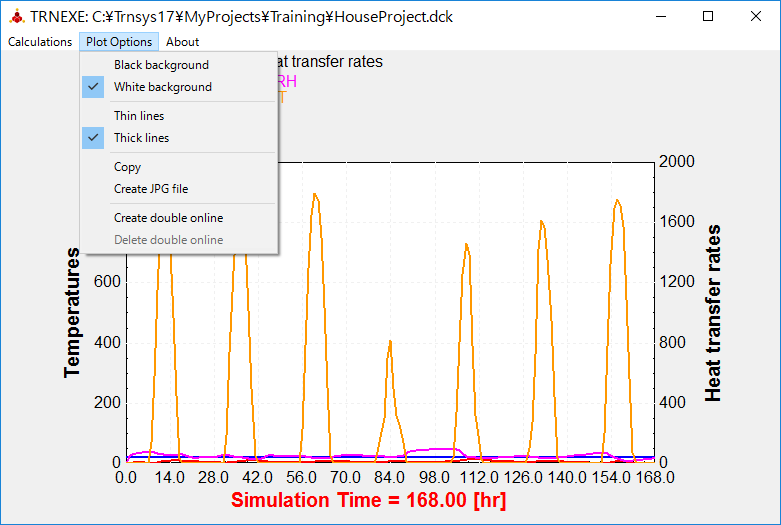 TRNEXE: C:¥Trnsys17¥MyProjects¥Training¥HouseProject.dck
Calculations Plot Options About
Black background
White background
Thin lines
Thick lines
Copy
Create JPG file
Create double online
Delete double online
at transfer rates
RH
T
Temperatures
600
400
200
0
2000
1600
1200
800
400
0
Heat transfer rates
0.0 14.0 28.0 42.0 56.0 70.0 84.0 98.0 112.0 126.0 140.0 154.0 168.0
Simulation Time = 168.00 [hr]